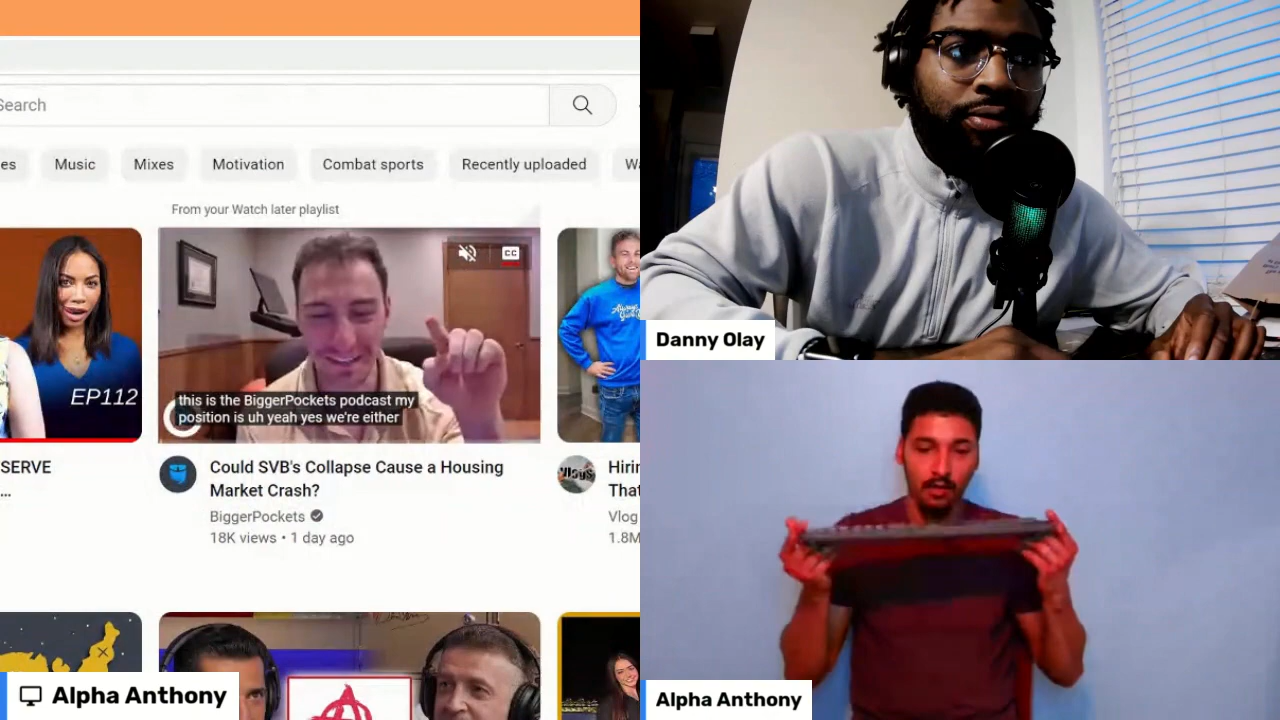 Search
es
Music
Mixes
Motivation
Combat sports
Recently uploaded
From your Watch later playlist
CC
EP112
this is the BiggerPockets podcast my
position is uh yeah yes we're either
SERVE
...
Could SVB's Collapse Cause a Housing
Market Crash?
BiggerPockets
18K views • 1 day ago
Hirin
That
Vlog
1.8M
Alpha Anthony
Danny Olay
Alpha Anthony